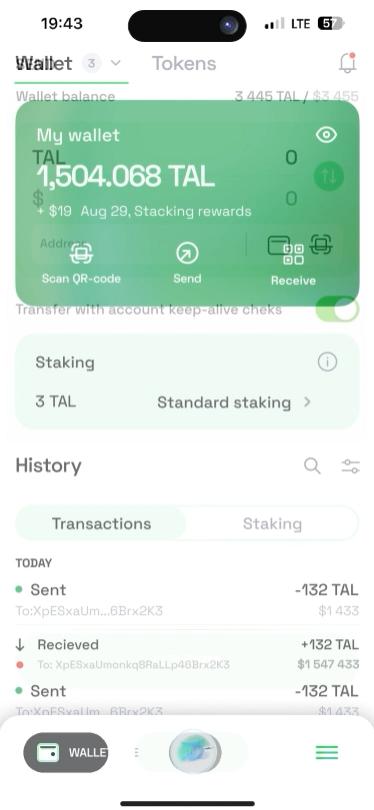 19:43
LTE 57
Wallet 3 Tokens
Wallet balance 3 445 TAL / $3 455
My wallet
TAL 0
1,504.068 TAL
$ 0
+ $19 Aug 29, Stacking rewards
Address
Scan QR-code Send Receive
Transfer with account keep-alive cheks
Staking
3 TAL Standard staking
History
Transactions Staking
TODAY
Sent -132 TAL
To:XpESxaUm...6Brx2K3 $1 433
Recieved +132 TAL
To: XpESxaUmonkq8RaLLp46Brx2K3 $1 547 433
Sent -132 TAL
To:XpESxaUm...6Brx2K3 $1 433
WALLET